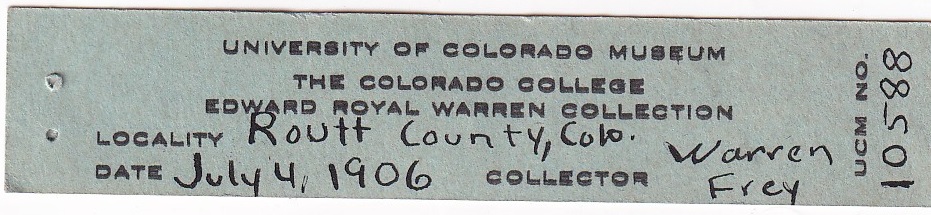 UNIVERSITY OF COLORADO MUSEUM
THE COLORADO COLLEGE
EDWARD ROYAL WARREN COLLECTION
LOCALITY Routt County, Colo.
DATE July 4, 1906 COLLECTOR Warren
Frey
UCM NO. 10588